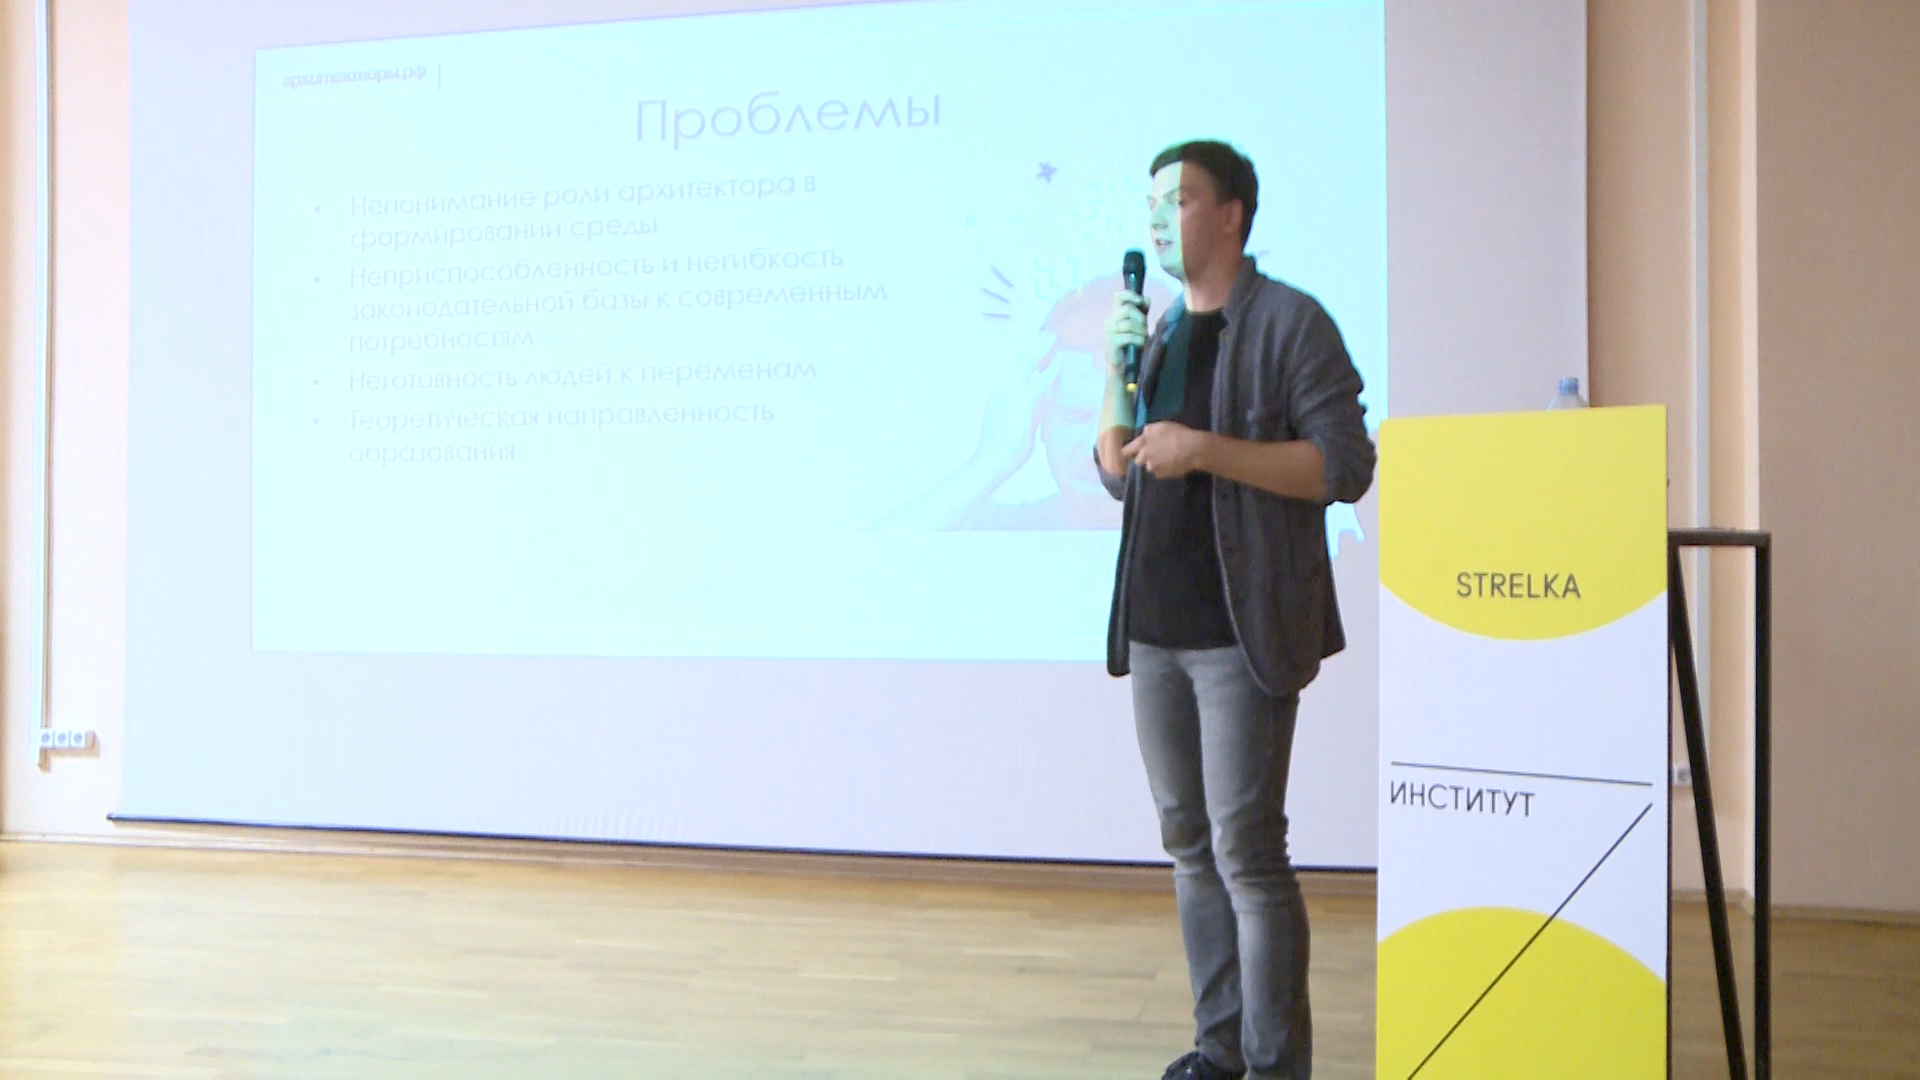 архитекторы.рф
Проблемы
• Непонимание роли архитектора в
формировании среды
• Неприспособленность и негибкость
законодательной базы к современным
потребностям
• Неготовность людей к переменам
• Теоретическая направленность
образования
STRELKA
ИНСТИТУТ